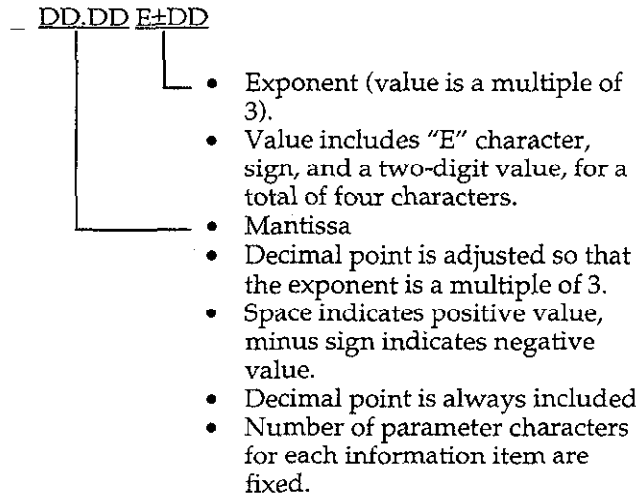 _ DD.DD E±DD
• Exponent (value is a multiple of
3).
• Value includes "E" character,
sign, and a two-digit value, for a
total of four characters.
• Mantissa
• Decimal point is adjusted so that
the exponent is a multiple of 3.
• Space indicates positive value,
minus sign indicates negative
value.
• Decimal point is always included
• Number of parameter characters
for each information item are
fixed.